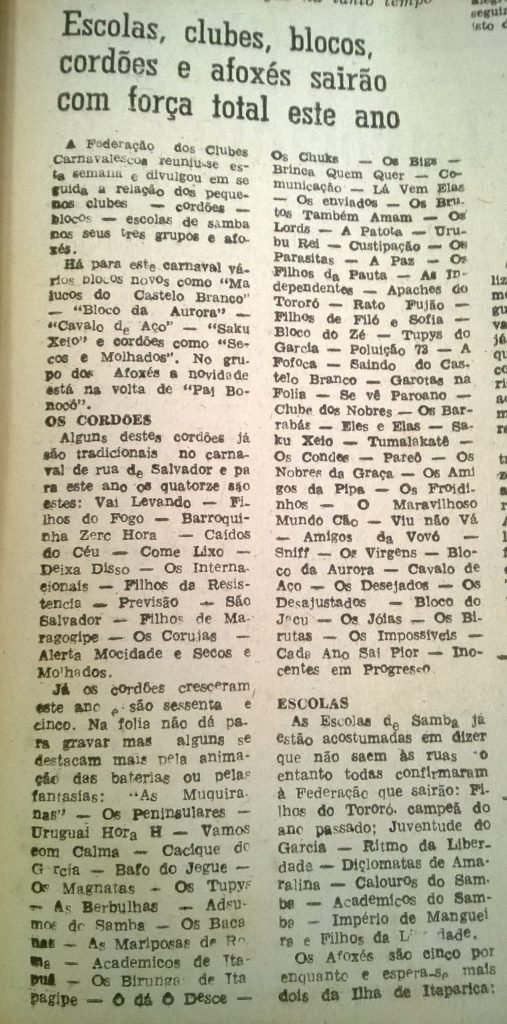 Escolas, clubes, blocos,
cordões e afoxés sairão
com força total este ano
A Federação dos Clubes
Carnavalescos reuniu-se es-
ta semana e divulgou em se
guida a relação dos peque-
nos clubes — cordões —
blocos — escolas de samba
nos seus tres grupos e afo-
xés.
Há para este carnaval vá-
rios blocos novos como "Ma
lucos do Castelo Branco"
— "Bloco da Aurora" —
"Cavalo de Aço" — "Saku
Xeio" e cordões como "Se-
cos e Molhados". No gru-
po dos Afoxés a novidade
está na volta de "Pai Bo-
nocô".
OS CORDÕES
Alguns destes cordões já
são tradicionais no carna-
val de rua de Salvador e pa
ra este ano os quatorze são
estes: Vai Levando — Fi-
lhos do Fogo — Barroqui-
nha Zero Hora — Caídos
do Céu — Come Lixo —
Deixa Disso — Os Interna-
cionais — Filhos da Resis-
tencia — Previsão — São
Salvador — Filhos de Ma-
ragogipe — Os Corujas —
Alerta Mocidade e Secos e
Molhados.
Já os cordões cresceram
este ano e são sessenta e
cinco. Na folia não dá pa-
ra gravar mas alguns se
destacam mais pela anima-
ção das baterias ou pelas
fantasias: "As Muquira
nas" — Os Peninsulares —
Uruguai Hora H — Vamos
com Calma — Cacique do
Garcia — Bafo do Jegue —
Os Magnatas — Os Tupys
— As Berbulhas — Adsu-
mos do Samba — Os Baca
nas — As Mariposas de Ro-
ma — Academicos de Ita-
puã — Os Birungas de Ita
pagipe — Ó dá Ó Desce —
Os Chuks — Os Bigs —
Brinca Quem Quer — Co-
municação — Lá Vem Elas
— Os enviados — Os Bru-
tos Também Amam — Os
Lords — A Patota — Uru-
bu Rei — Custipação — Os
Parasitas — A Paz — Os
Filhos da Pauta — As In-
dependentes — Apaches do
Tororó — Rato Fujão —
Filhos de Filó e Sofia —
Bloco do Zé — Tupys do
Garcia — Poluição 73 — A
Fofoca — Saindo do Cas-
telo Branco — Garotas na
Folia — Se vê Paroano —
Clube dos Nobres — Os Bar-
rabás — Eles e Elas — Sa-
ku Xeio — Tumalakatê —
Os Condes — Pareô — Os
Nobres da Graça — Os Ami
gos da Pipa — Os Froidi-
nhos — O Maravilhoso
Mundo Cão — Viu não Vá
— Amigos da Vovó —
Sniff — Os Virgens — Blo-
co da Aurora — Cavalo de
Aço — Os Desejados — Os
Desajustados — Bloco do
Jacu — Os Jóias — Os Bi-
rutas — Os Impossíveis —
Cada Ano Sai Pior — Ino-
centes em Progresso
ESCOLAS
As Escolas de Samba já
estão acostumadas em dizer
que não saem às ruas o
entanto todas confirmaram
à Federação que sairão: Fi-
lhos do Tororó, campeã do
ano passado; Juventude do
Garcia — Ritmo da Liber-
dade — Diplomatas de Ama-
ralina — Calouros do Sam-
ba — Academicos do Sam-
ba — Império de Manguei
ra e Filhos da Liberdade.
Os Afoxés são cinco por
enquanto e espera-se mais
dois da Ilha de Itaparica: